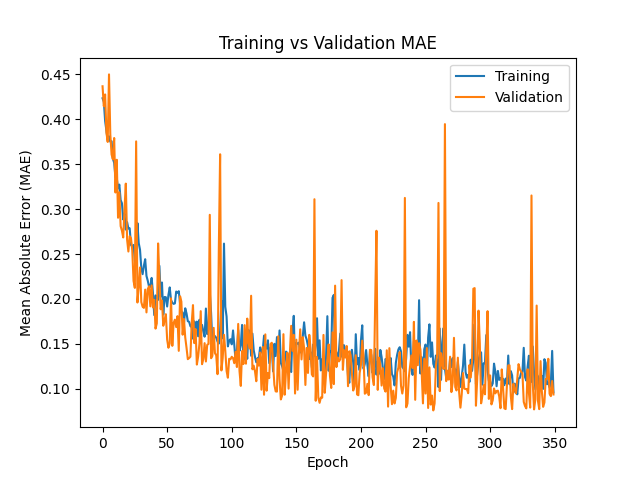 Training vs Validation MAE
Training
Validation
Mean Absolute Error (MAE)
0.45
0.40
0.35
0.30
0.25
0.20
0.15
0.10
0 50 100 150 200 250 300 350
Epoch